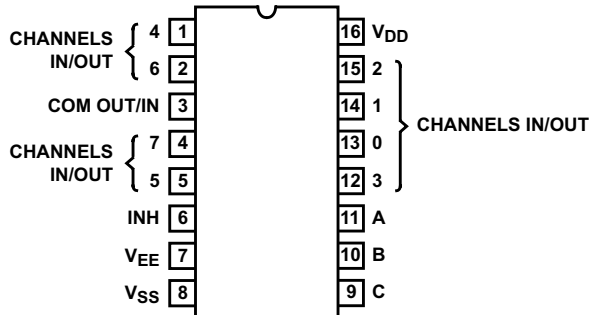 CHANNELS IN/OUT
4 1
6 2
COM OUT/IN 3
CHANNELS IN/OUT
7 4
5 5
INH 6
VEE 7
VSS 8
16 VDD
15 2
14 1
13 0
12 3
CHANNELS IN/OUT
11 A
10 B
9 C